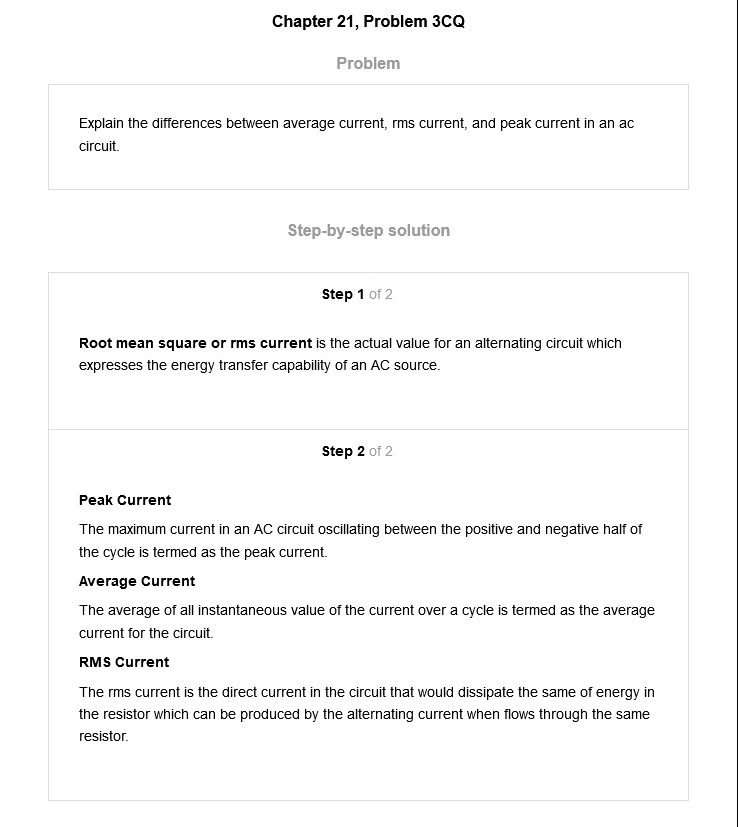 Chapter 21, Problem 3CQ
Problem
Explain the differences between average current, rms current, and peak current in an ac
circuit.
Step-by-step solution
Step 1 of 2
Root mean square or rms current is the actual value for an alternating circuit which
expresses the energy transfer capability of an AC source.
Step 2 of 2
Peak Current
The maximum current in an AC circuit oscillating between the positive and negative half of
the cycle is termed as the peak current.
Average Current
The average of all instantaneous value of the current over a cycle is termed as the average
current for the circuit.
RMS Current
The rms current is the direct current in the circuit that would dissipate the same of energy in
the resistor which can be produced by the alternating current when flows through the same
resistor.